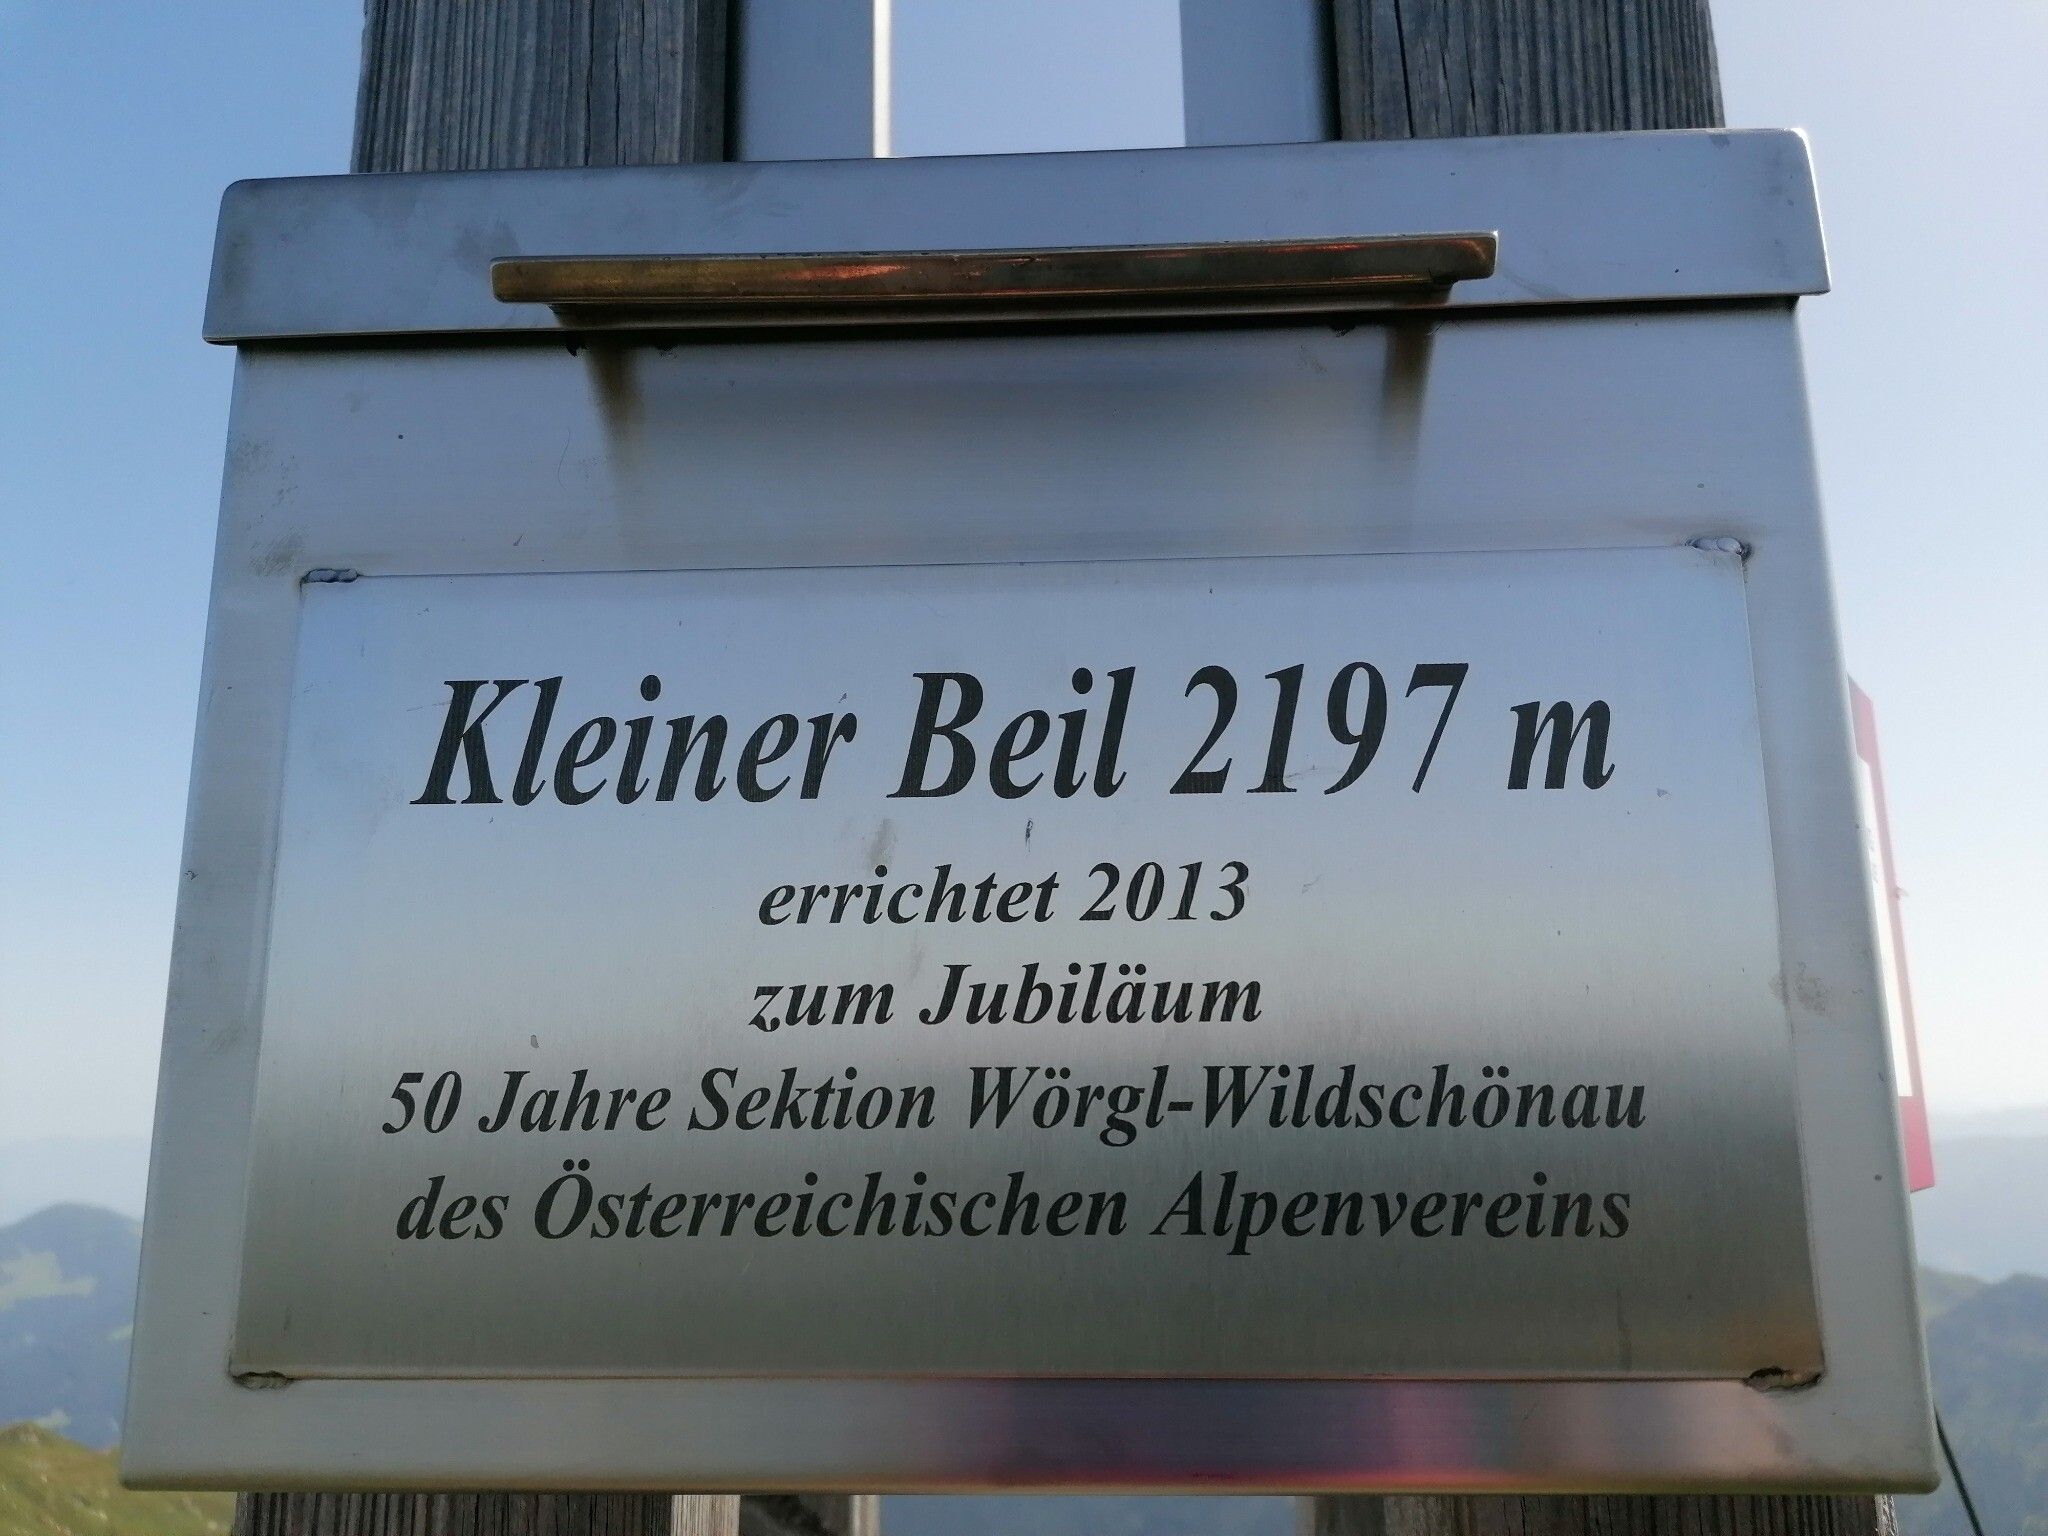 Kleiner Beil 2197 m
errichtet 2013
zum Jubiläum
50 Jahre Sektion Wörgl-Wildschönau
des Österreichischen Alpenvereins